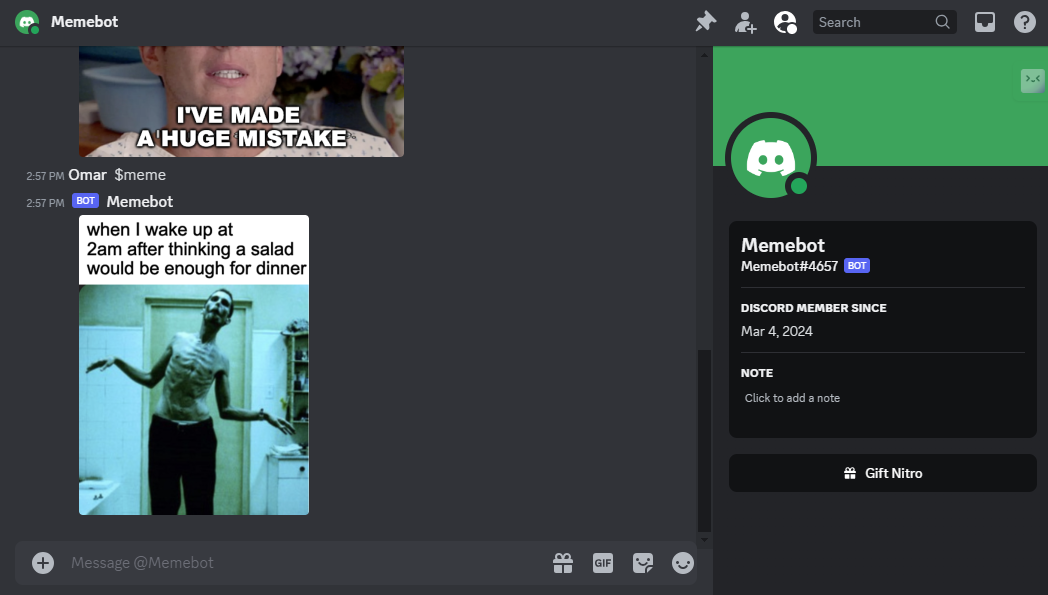 Memebot
Search
I'VE MADE
A HUGE MISTAKE
2:57 PM Omar $meme
2:57 PM BOT Memebot
when I wake up at
2am after thinking a salad
would be enough for dinner
Message @Memebot
GIF
Memebot
Memebot#4657 BOT
DISCORD MEMBER SINCE
Mar 4, 2024
NOTE
Click to add a note
Gift Nitro